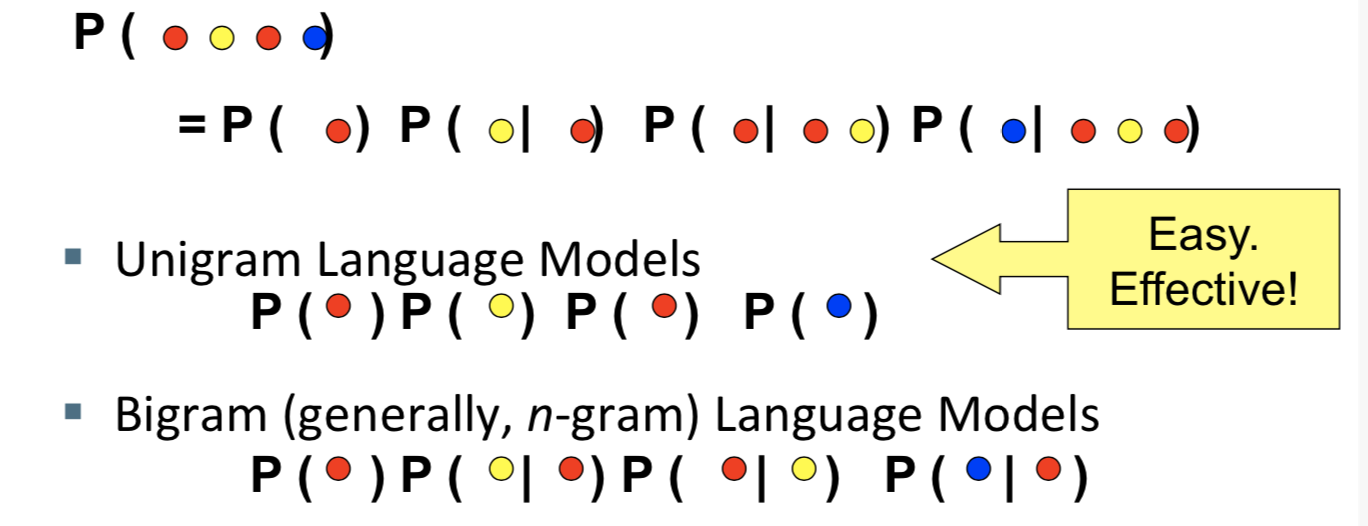 P ( ● ● ● ● )
= P ( ● ) P ( ● | ● ) P ( ● | ● ● ) P ( ● | ● ● ● )
Easy.
Effective!
▪ Unigram Language Models
P ( ● ) P ( ● ) P ( ● ) P ( ● )
▪ Bigram (generally, n-gram) Language Models
P ( ● ) P ( ● | ● ) P ( ● | ● ) P ( ● | ● )